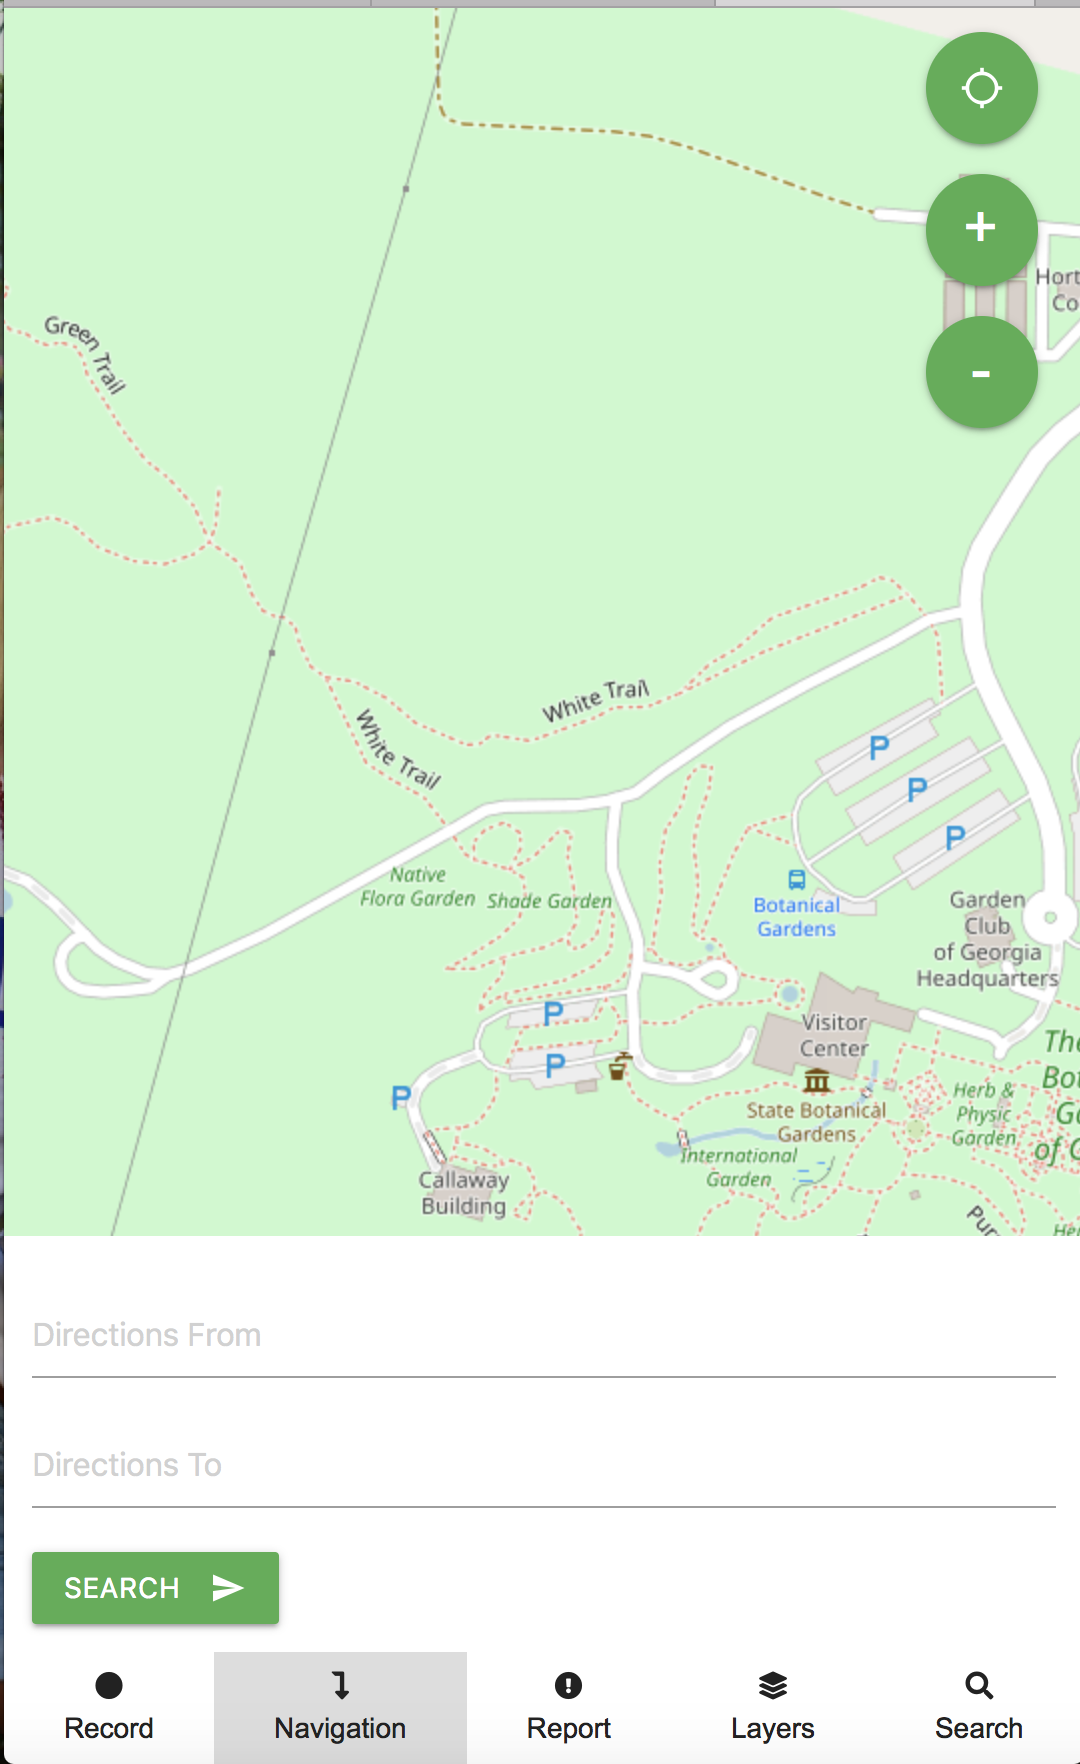 +
Hort
Co
Green Trail
-
White Trail
White Trail
P
P
P
Native
Flora Garden
Shade Garden
Botanical
Gardens
Garden
Club
of Georgia
Headquarters
P
P
P
Visitor
Center
The
Bot
Ga
of G
Herb &
Physic
Garden
State Botanical
Gardens
International
Garden
Callaway
Building
Pur
He
Directions From
Directions To
SEARCH
Record
Navigation
Report
Layers
Search